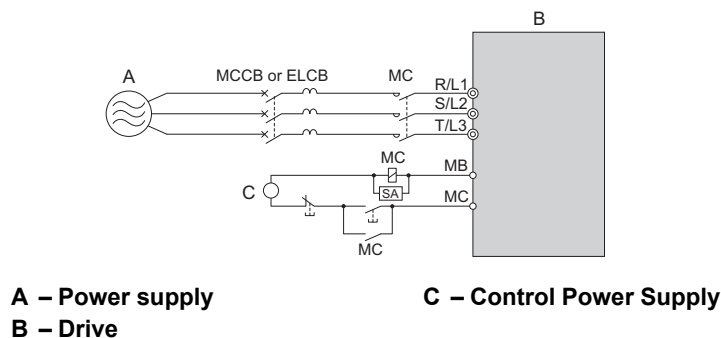 B
A
MCCB or ELCB
MC
R/L1
S/L2
T/L3
MC
MB
C
SA
MC
MC
A – Power supply
C – Control Power Supply
B – Drive